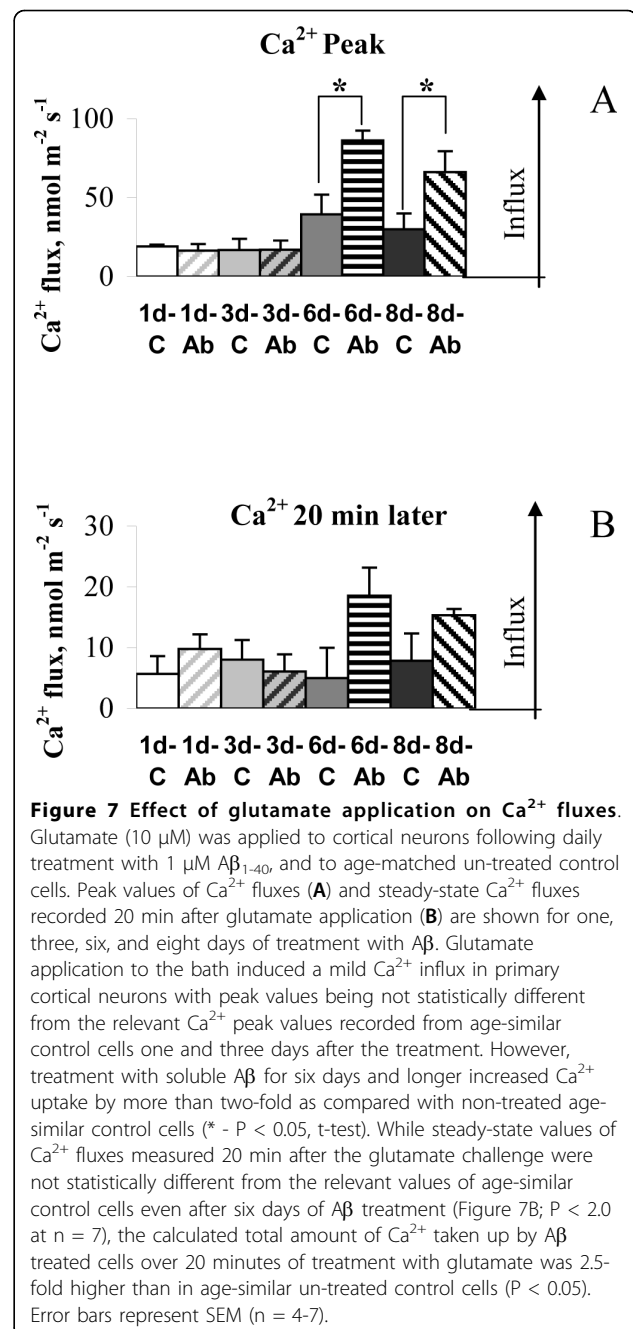 Ca²⁺ Peak
A
* *
Ca²⁺ flux, nmol m⁻² s⁻¹
100
50
0
Influx
1d- 1d- 3d- 3d- 6d- 6d- 8d- 8d-
C Ab C Ab C Ab C Ab
Ca²⁺ 20 min later
B
Ca²⁺ flux, nmol m⁻² s⁻¹
30
20
10
0
Influx
1d- 1d- 3d- 3d- 6d- 6d- 8d- 8d-
C Ab C Ab C Ab C Ab
Figure 7 Effect of glutamate application on Ca²⁺ fluxes.
Glutamate (10 μM) was applied to cortical neurons following daily
treatment with 1 μM Aβ₁₋₄₀, and to age-matched un-treated control
cells. Peak values of Ca²⁺ fluxes (A) and steady-state Ca²⁺ fluxes
recorded 20 min after glutamate application (B) are shown for one,
three, six, and eight days of treatment with Aβ. Glutamate
application to the bath induced a mild Ca²⁺ influx in primary
cortical neurons with peak values being not statistically different
from the relevant Ca²⁺ peak values recorded from age-similar
control cells one and three days after the treatment. However,
treatment with soluble Aβ for six days and longer increased Ca²⁺
uptake by more than two-fold as compared with non-treated age-
similar control cells (* - P < 0.05, t-test). While steady-state values of
Ca²⁺ fluxes measured 20 min after the glutamate challenge were
not statistically different from the relevant values of age-similar
control cells even after six days of Aβ treatment (Figure 7B; P < 2.0
at n = 7), the calculated total amount of Ca²⁺ taken up by Aβ
treated cells over 20 minutes of treatment with glutamate was 2.5-
fold higher than in age-similar un-treated control cells (P < 0.05).
Error bars represent SEM (n = 4-7).